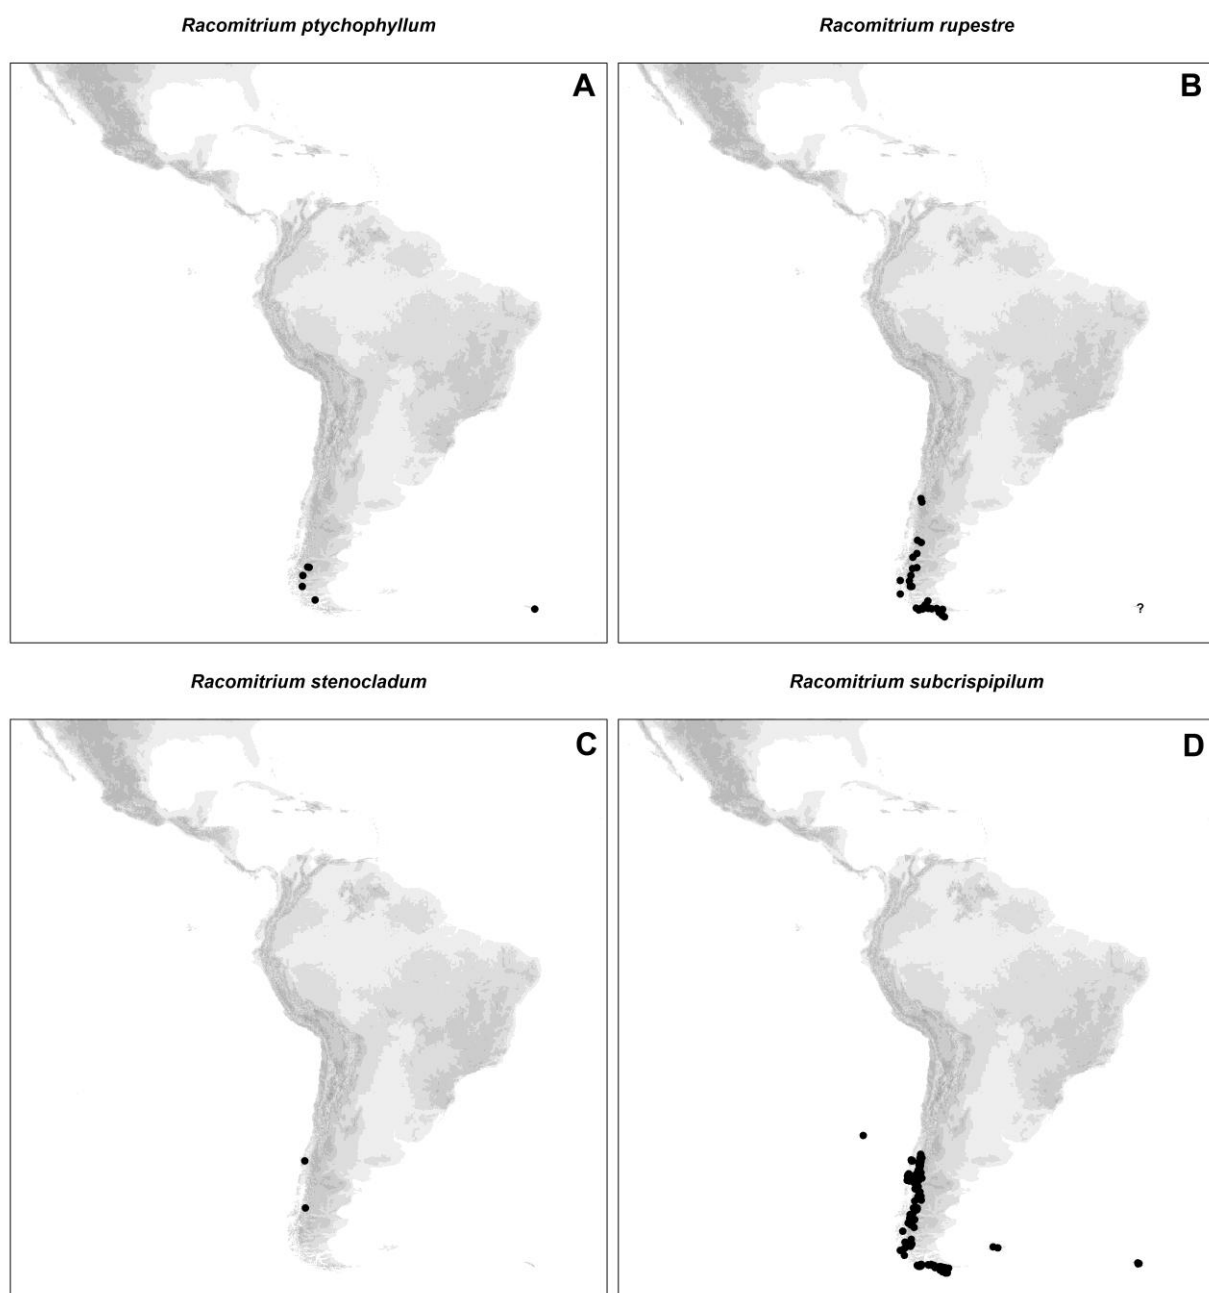 Racomitrium ptychophyllum
Racomitrium rupestre
A
B
?
Racomitrium stenocladum
Racomitrium subcrispipilum
C
D